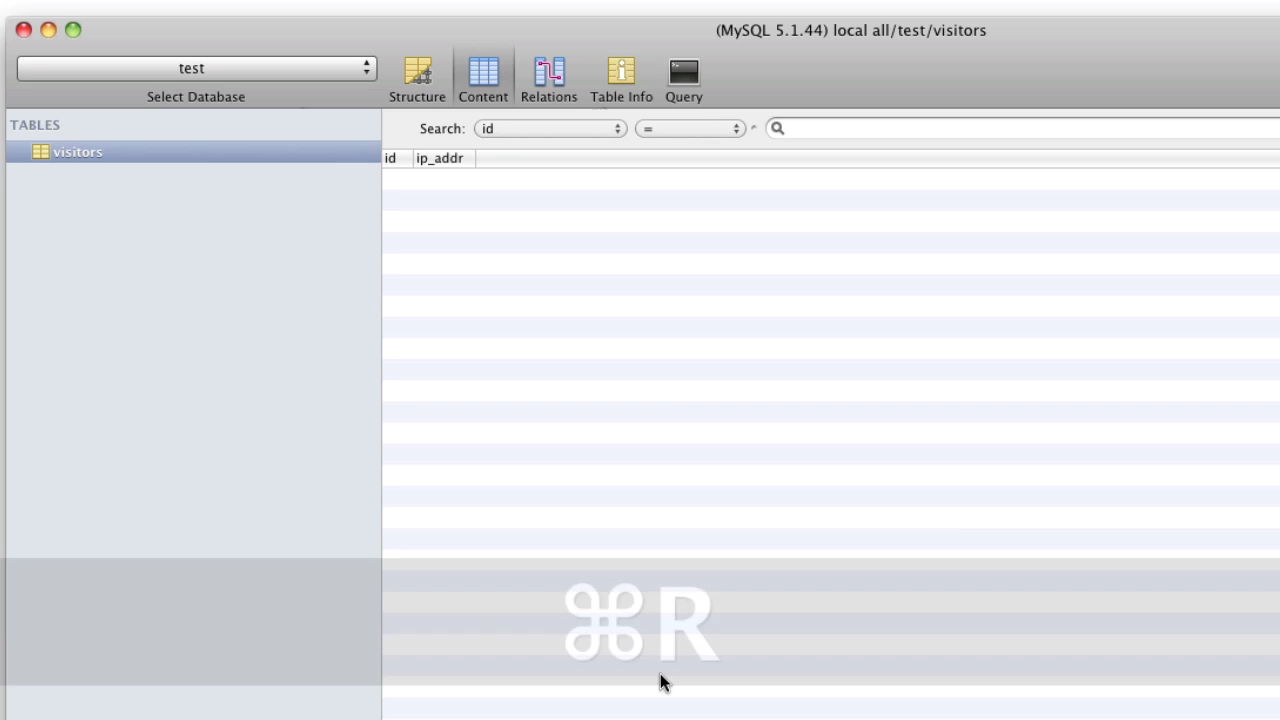 (MySQL 5.1.44) local all/test/visitors
test
Select Database
Structure
Content
Relations
Table Info
Query
TABLES
visitors
Search: id =
id ip_addr
⌘R